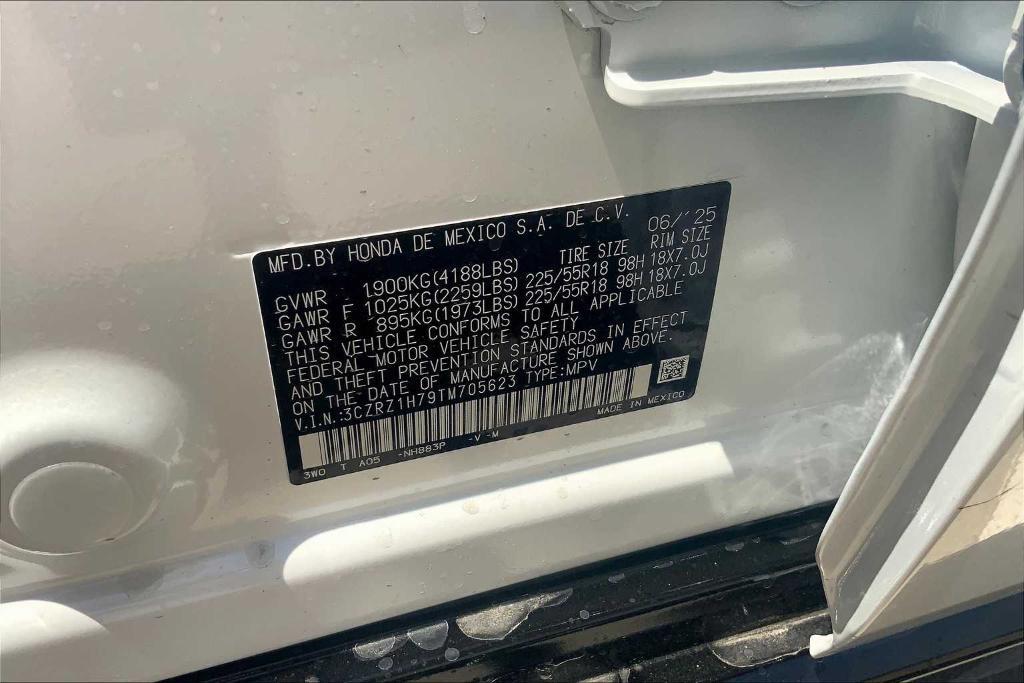 MFD.BY HONDA DE MEXICO S.A. DE C.V. 06/'25
GVWR 1900KG(4188LBS) TIRE SIZE RIM SIZE
GAWR F 1025KG(2259LBS) 225/55R18 98H 18X7.0J
GAWR R 895KG(1973LBS) 225/55R18 98H 18X7.0J
THIS VEHICLE CONFORMS TO ALL APPLICABLE
FEDERAL MOTOR VEHICLE SAFETY
AND THEFT PREVENTION STANDARDS IN EFFECT
ON THE DATE OF MANUFACTURE SHOWN ABOVE.
V.I.N.:3CZRZ1H79TM705623 TYPE:MPV
3W0 T A05 -NH883P -V-M MADE IN MEXICO